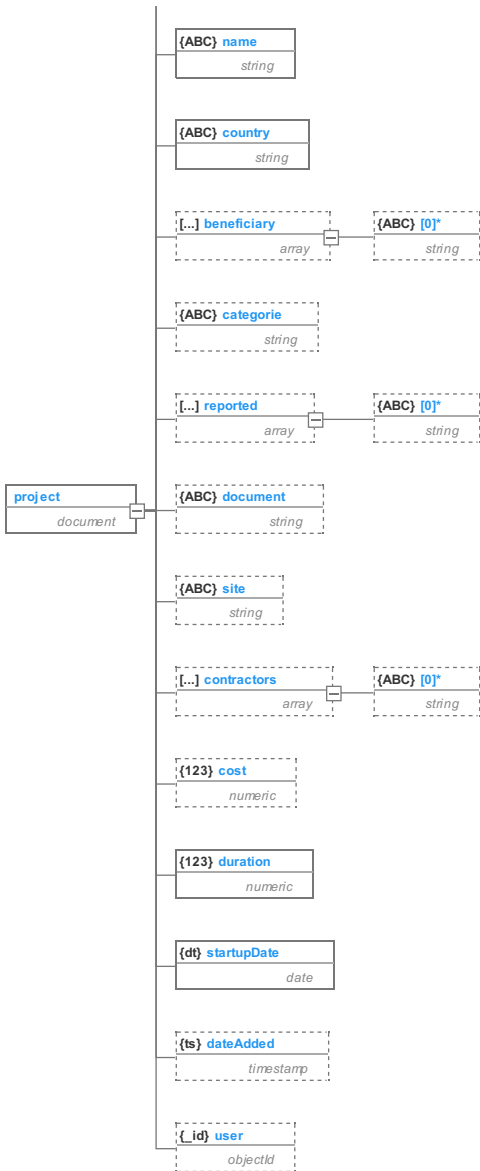 {ABC} name
string
{ABC} country
string
[...] beneficiary
array
{ABC} [0]*
string
{ABC} categorie
string
[...] reported
array
{ABC} [0]*
string
project
document
{ABC} document
string
{ABC} site
string
[...] contractors
array
{ABC} [0]*
string
{123} cost
numeric
{123} duration
numeric
{dt} startupDate
date
{ts} dateAdded
timestamp
{_id} user
objectId